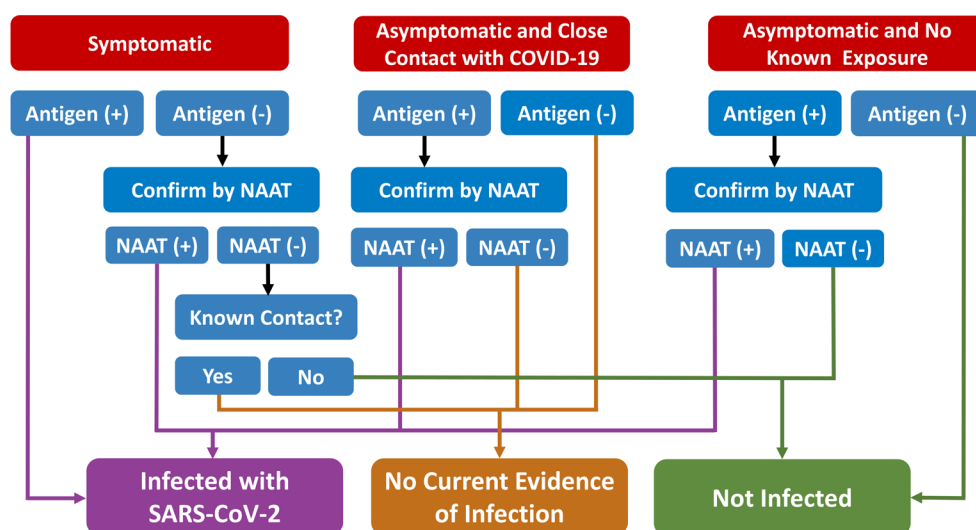 Symptomatic
Asymptomatic and Close
Contact with COVID-19
Asymptomatic and No
Known Exposure
Antigen (+)
Antigen (-)
Antigen (+)
Antigen (-)
Antigen (+)
Antigen (-)
Confirm by NAAT
Confirm by NAAT
Confirm by NAAT
NAAT (+)
NAAT (-)
NAAT (+)
NAAT (-)
NAAT (+)
NAAT (-)
Known Contact?
Yes
No
Infected with
SARS-CoV-2
No Current Evidence
of Infection
Not Infected